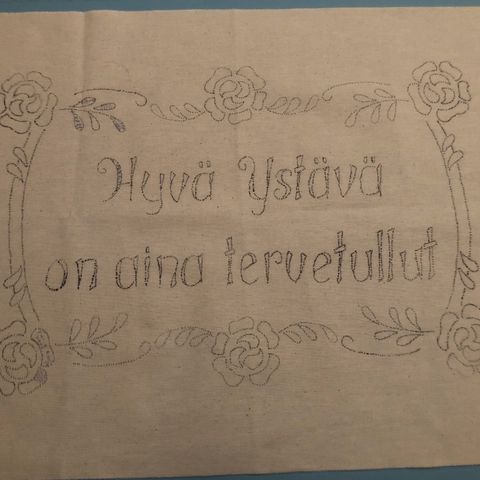 Hyvä Ystävä
on aina tervetullut